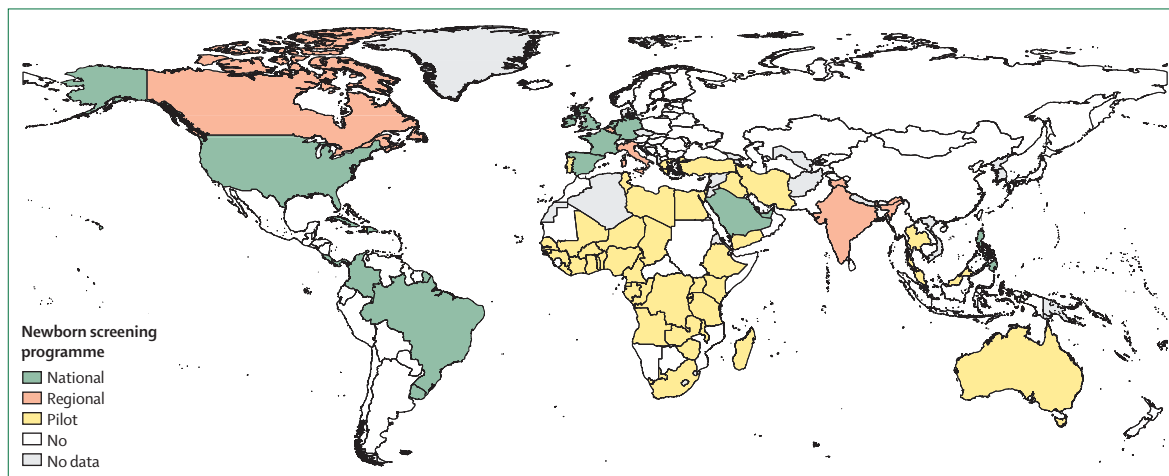 Newborn screening
programme
National
Regional
Pilot
No
No data